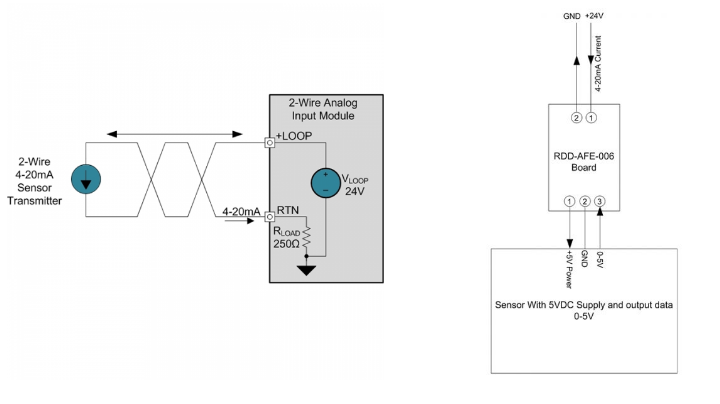 2-Wire
4-20mA
Sensor
Transmitter
2-Wire Analog
Input Module
+LOOP
VLOOP
24V
+
−
4-20mA
RTN
RLOAD
250Ω
GND +24V
4-20mA Current
2 1
RDD-AFE-006
Board
1 2 3
+5V Power
GND
0-5V
Sensor With 5VDC Supply and output data
0-5V